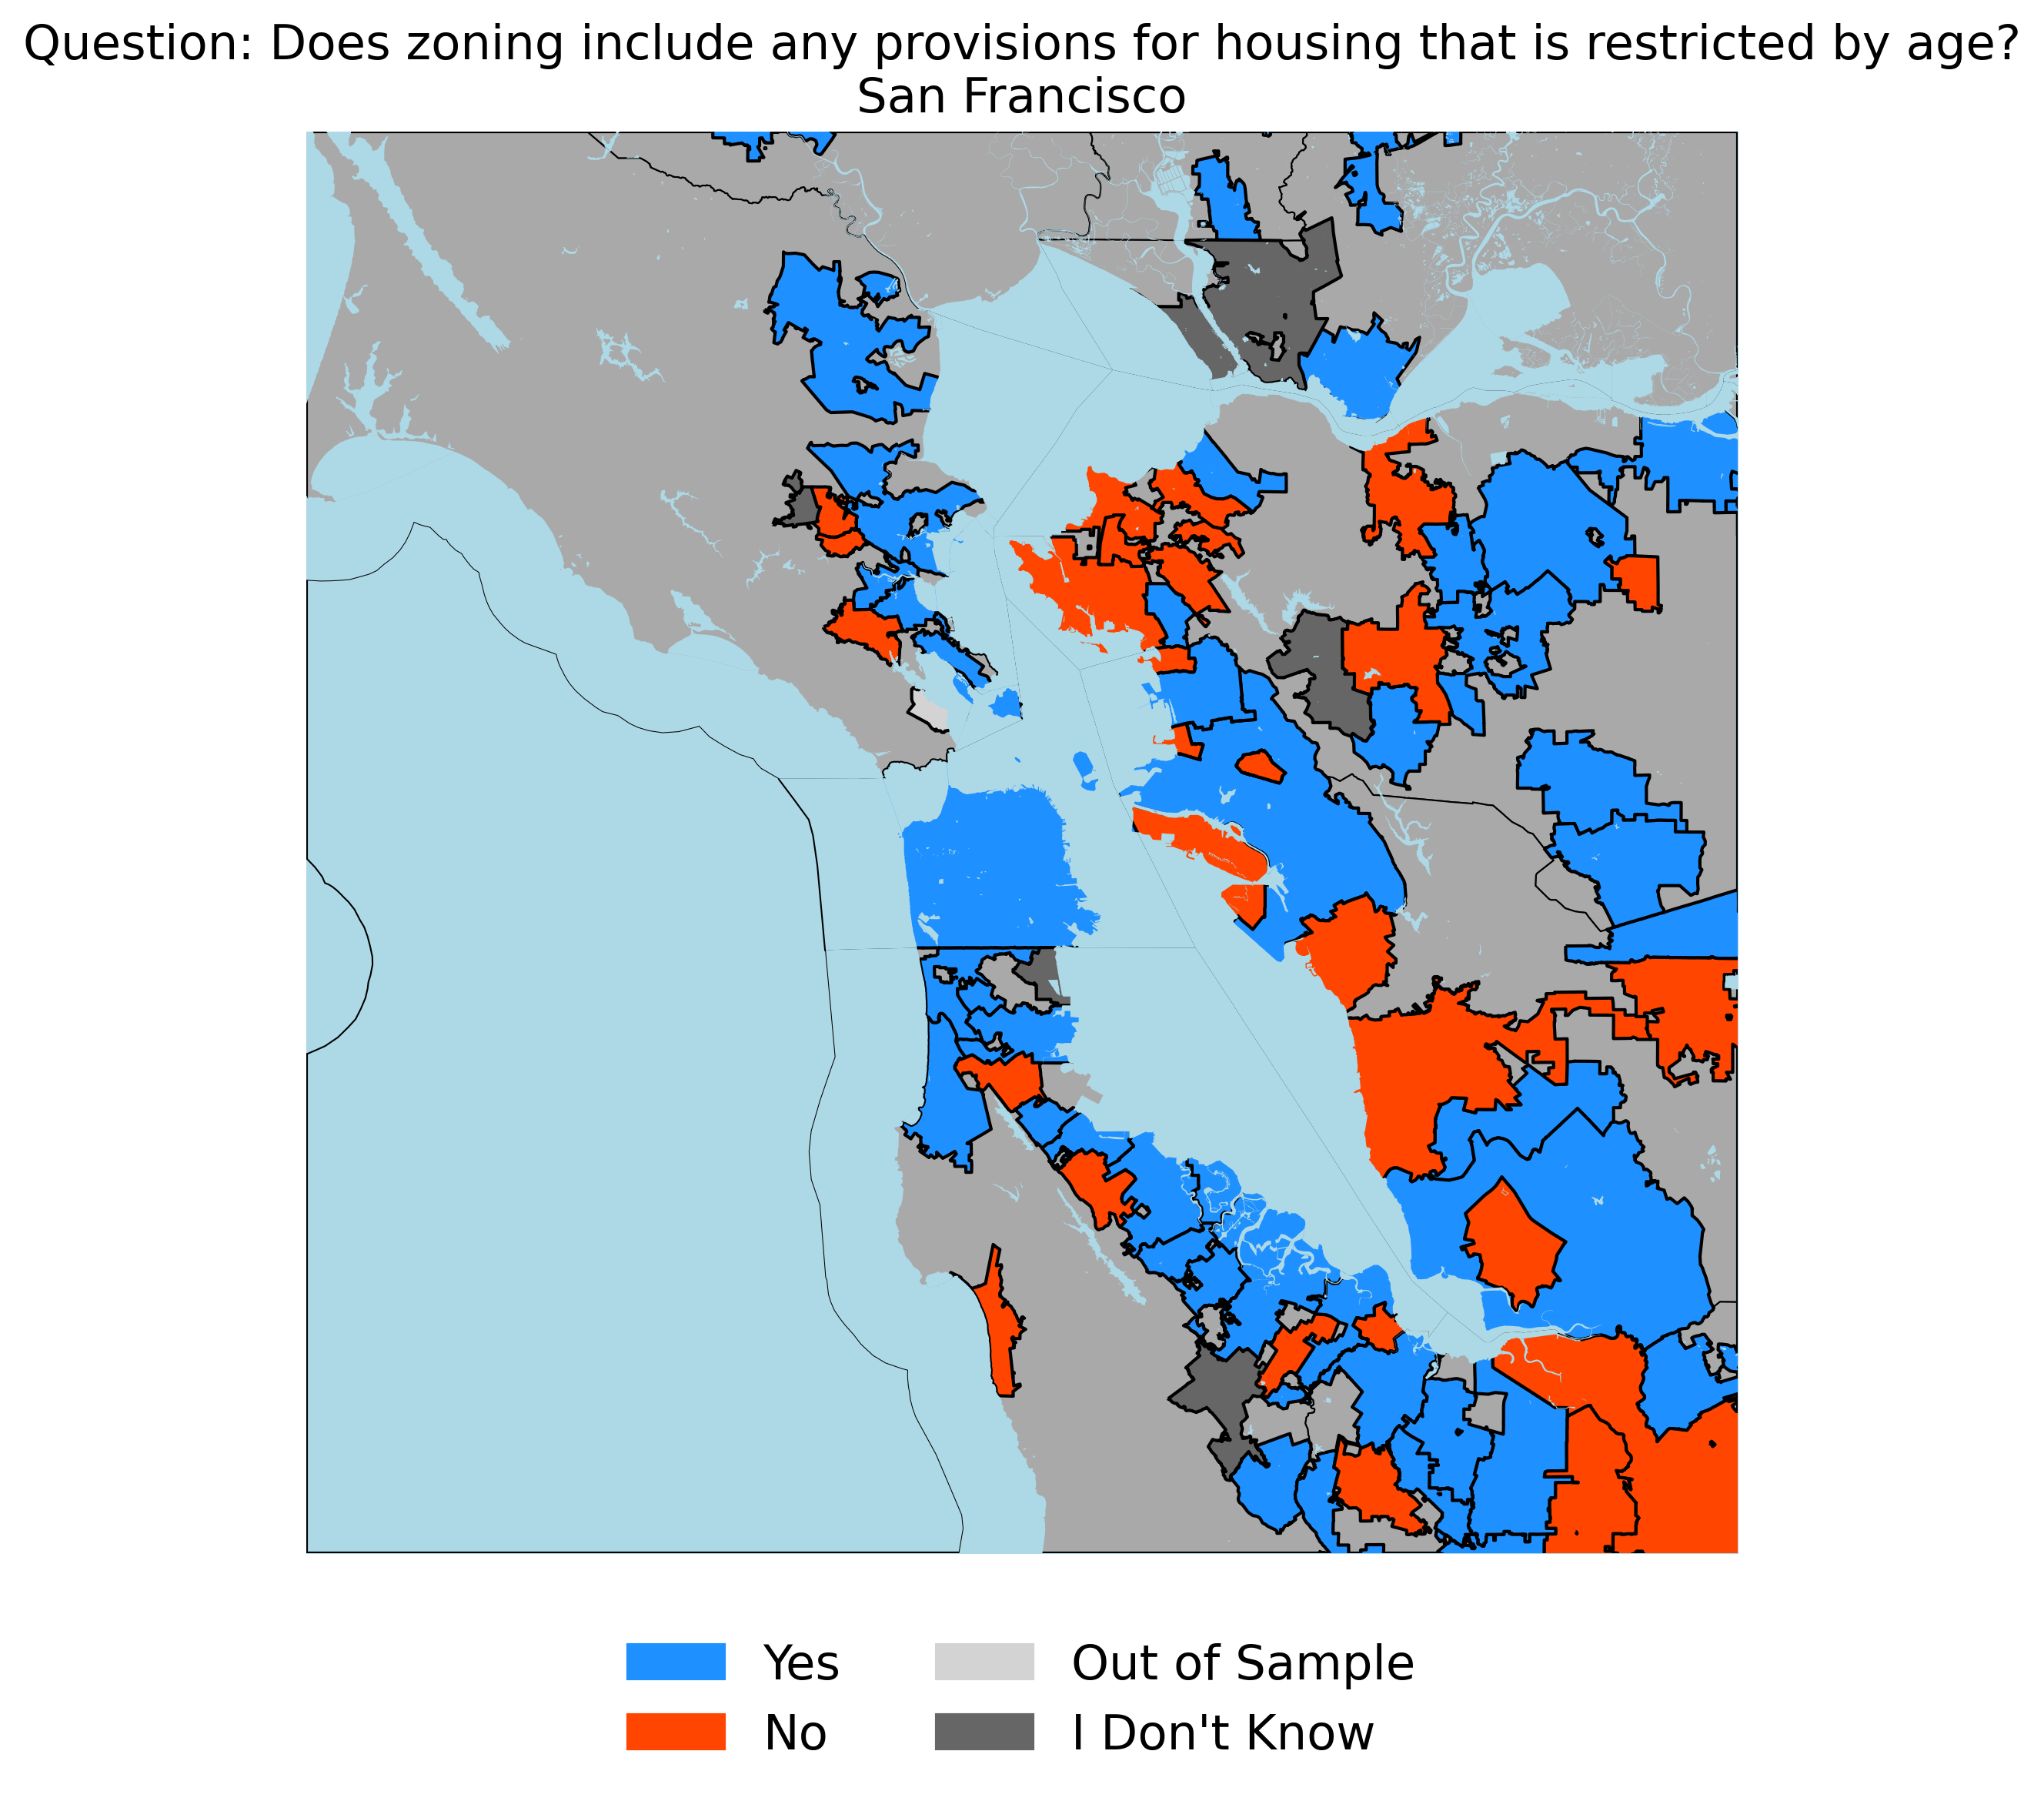 Question: Does zoning include any provisions for housing that is restricted by age?
San Francisco
Yes
No
Out of Sample
I Don't Know